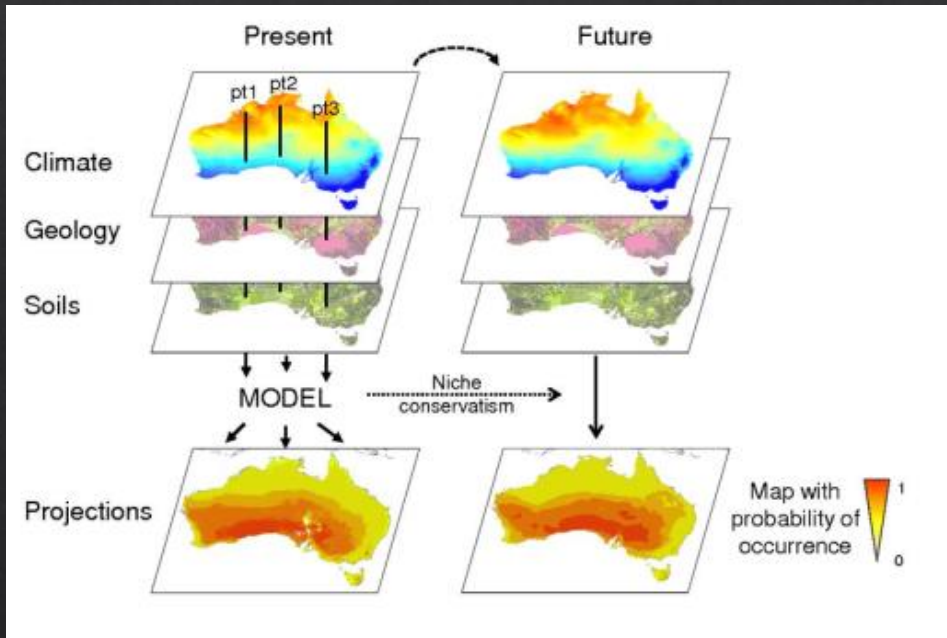 Present
Future
pt1
pt2
pt3
Climate
Geology
Soils
MODEL
Niche
conservatism
Projections
Map with
probability of
occurrence
1
0